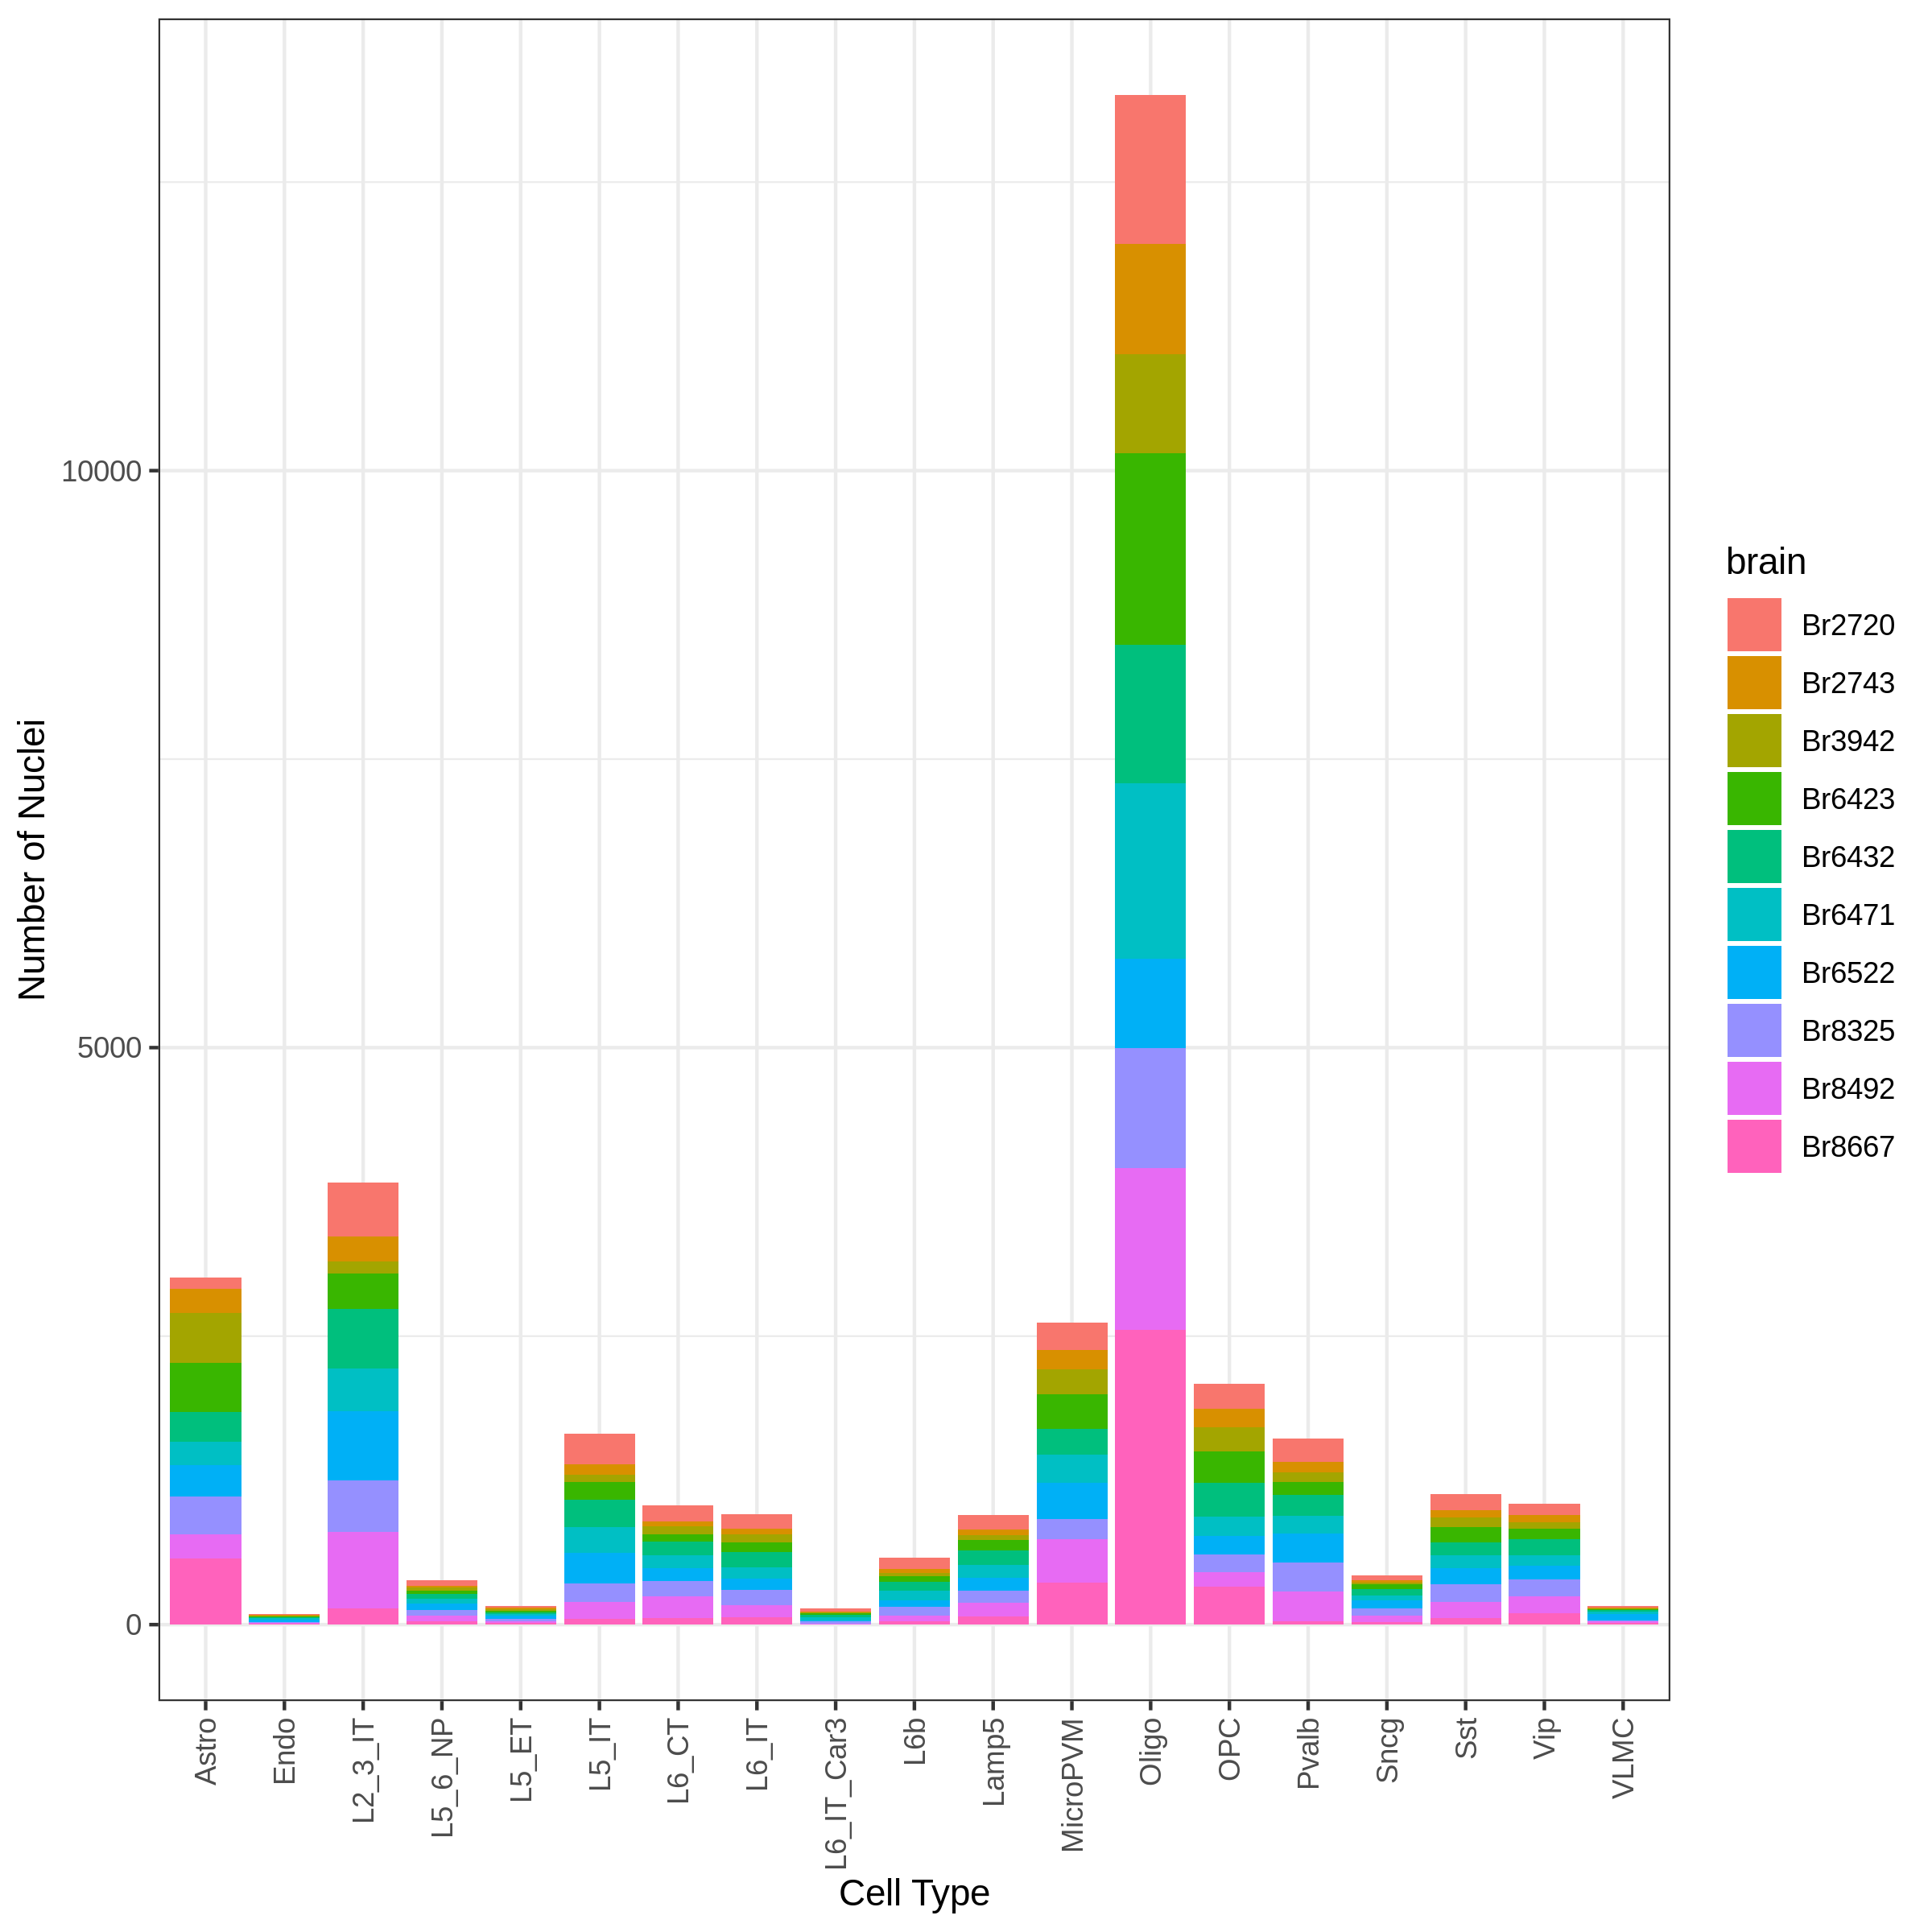 Number of Nuclei
10000
5000
0
Astro
Endo
L2_3_IT
L5_6_NP
L5_ET
L5_IT
L6_CT
L6_IT
L6_IT_Car3
L6b
Lamp5
MicroPVM
Oligo
OPC
Pvalb
Sncg
Sst
Vip
VLMC
Cell Type
brain
Br2720
Br2743
Br3942
Br6423
Br6432
Br6471
Br6522
Br8325
Br8492
Br8667